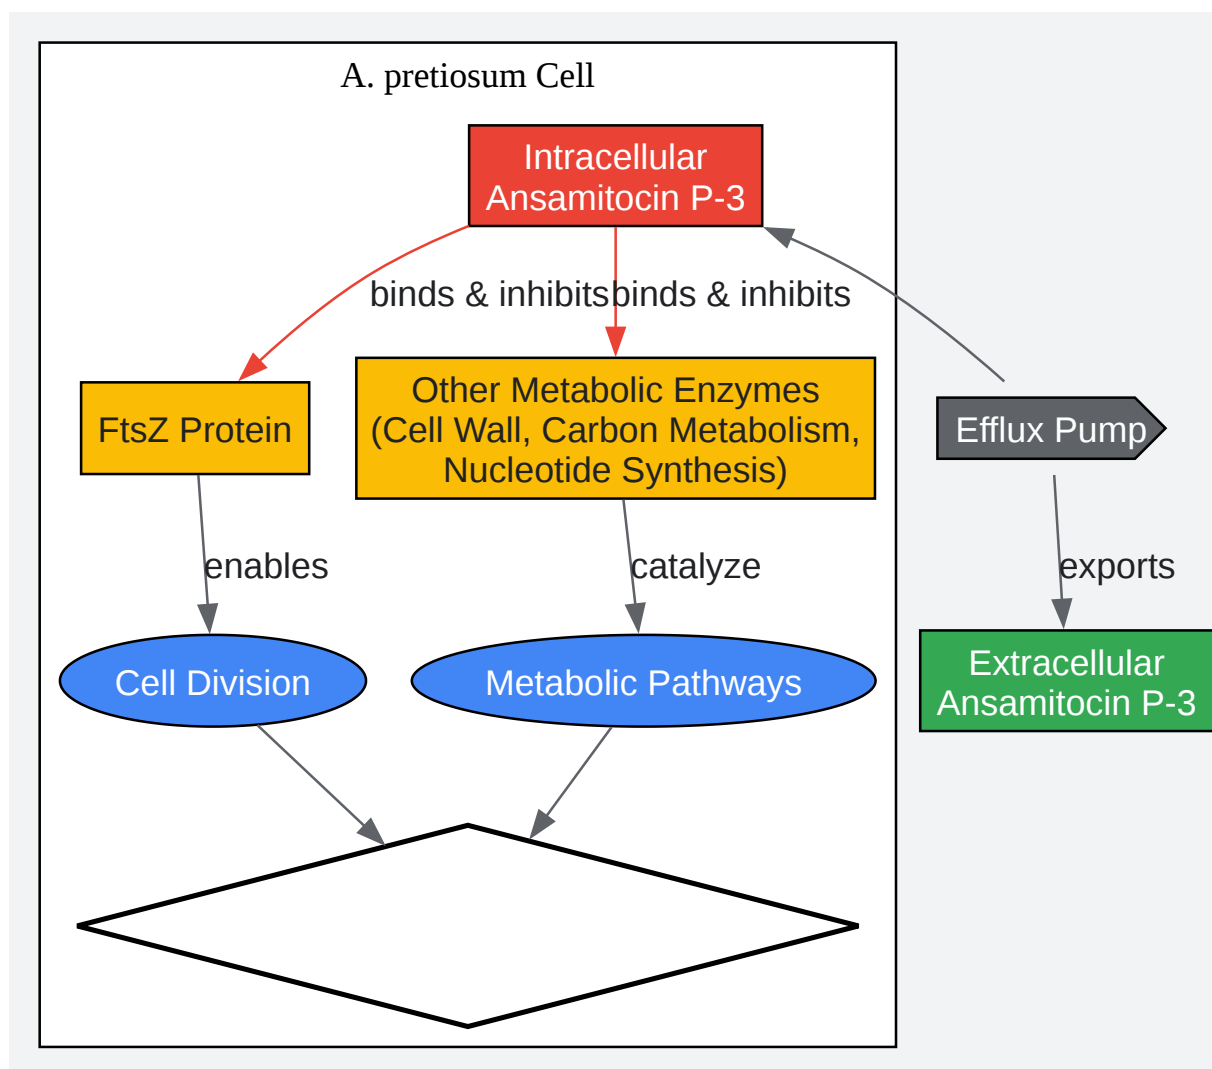 A. pretiosum Cell
Intracellular
Ansamitocin P-3
binds & inhibits
binds & inhibits
FtsZ Protein
Other Metabolic Enzymes
(Cell Wall, Carbon Metabolism,
Nucleotide Synthesis)
Efflux Pump
enables
catalyze
exports
Cell Division
Metabolic Pathways
Extracellular
Ansamitocin P-3